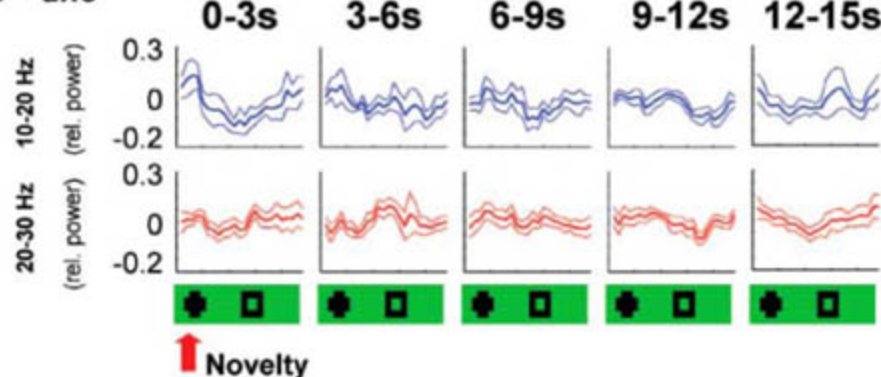 0-3s 3-6s 6-9s 9-12s 12-15s
10-20 Hz
(rel. power)
0.3
0
-0.2
20-30 Hz
(rel. power)
0.3
0
-0.2
Novelty